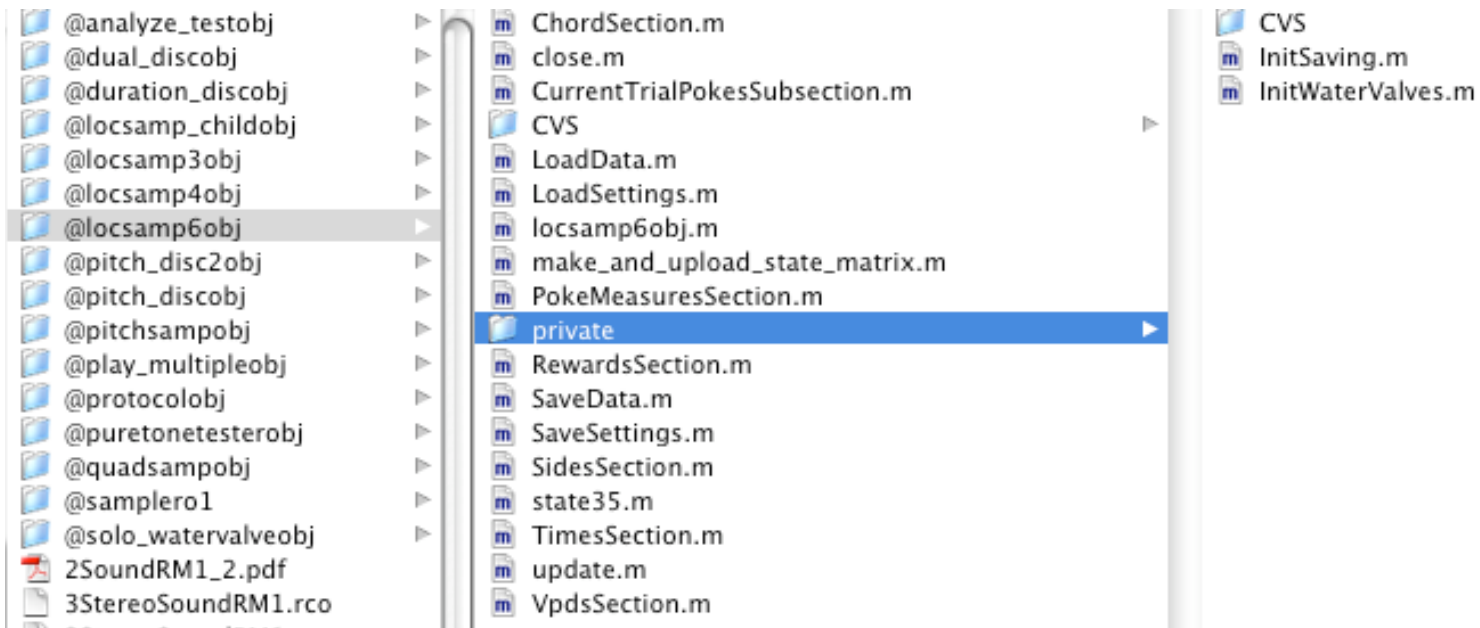 @analyze_testobj
@dual_discobj
@duration_discobj
@locsamp_childobj
@locsamp3obj
@locsamp4obj
@locsamp6obj
@pitch_disc2obj
@pitch_discobj
@pitchsampobj
@play_multipleobj
@protocolobj
@puretonetesterobj
@quadsampobj
@samplero1
@solo_watervalveobj
2SoundRM1_2.pdf
3StereoSoundRM1.rco
ChordSection.m
close.m
CurrentTrialPokesSubsection.m
CVS
LoadData.m
LoadSettings.m
locsamp6obj.m
make_and_upload_state_matrix.m
PokeMeasuresSection.m
private
RewardsSection.m
SaveData.m
SaveSettings.m
SidesSection.m
state35.m
TimesSection.m
update.m
VpdsSection.m
CVS
InitSaving.m
InitWaterValves.m